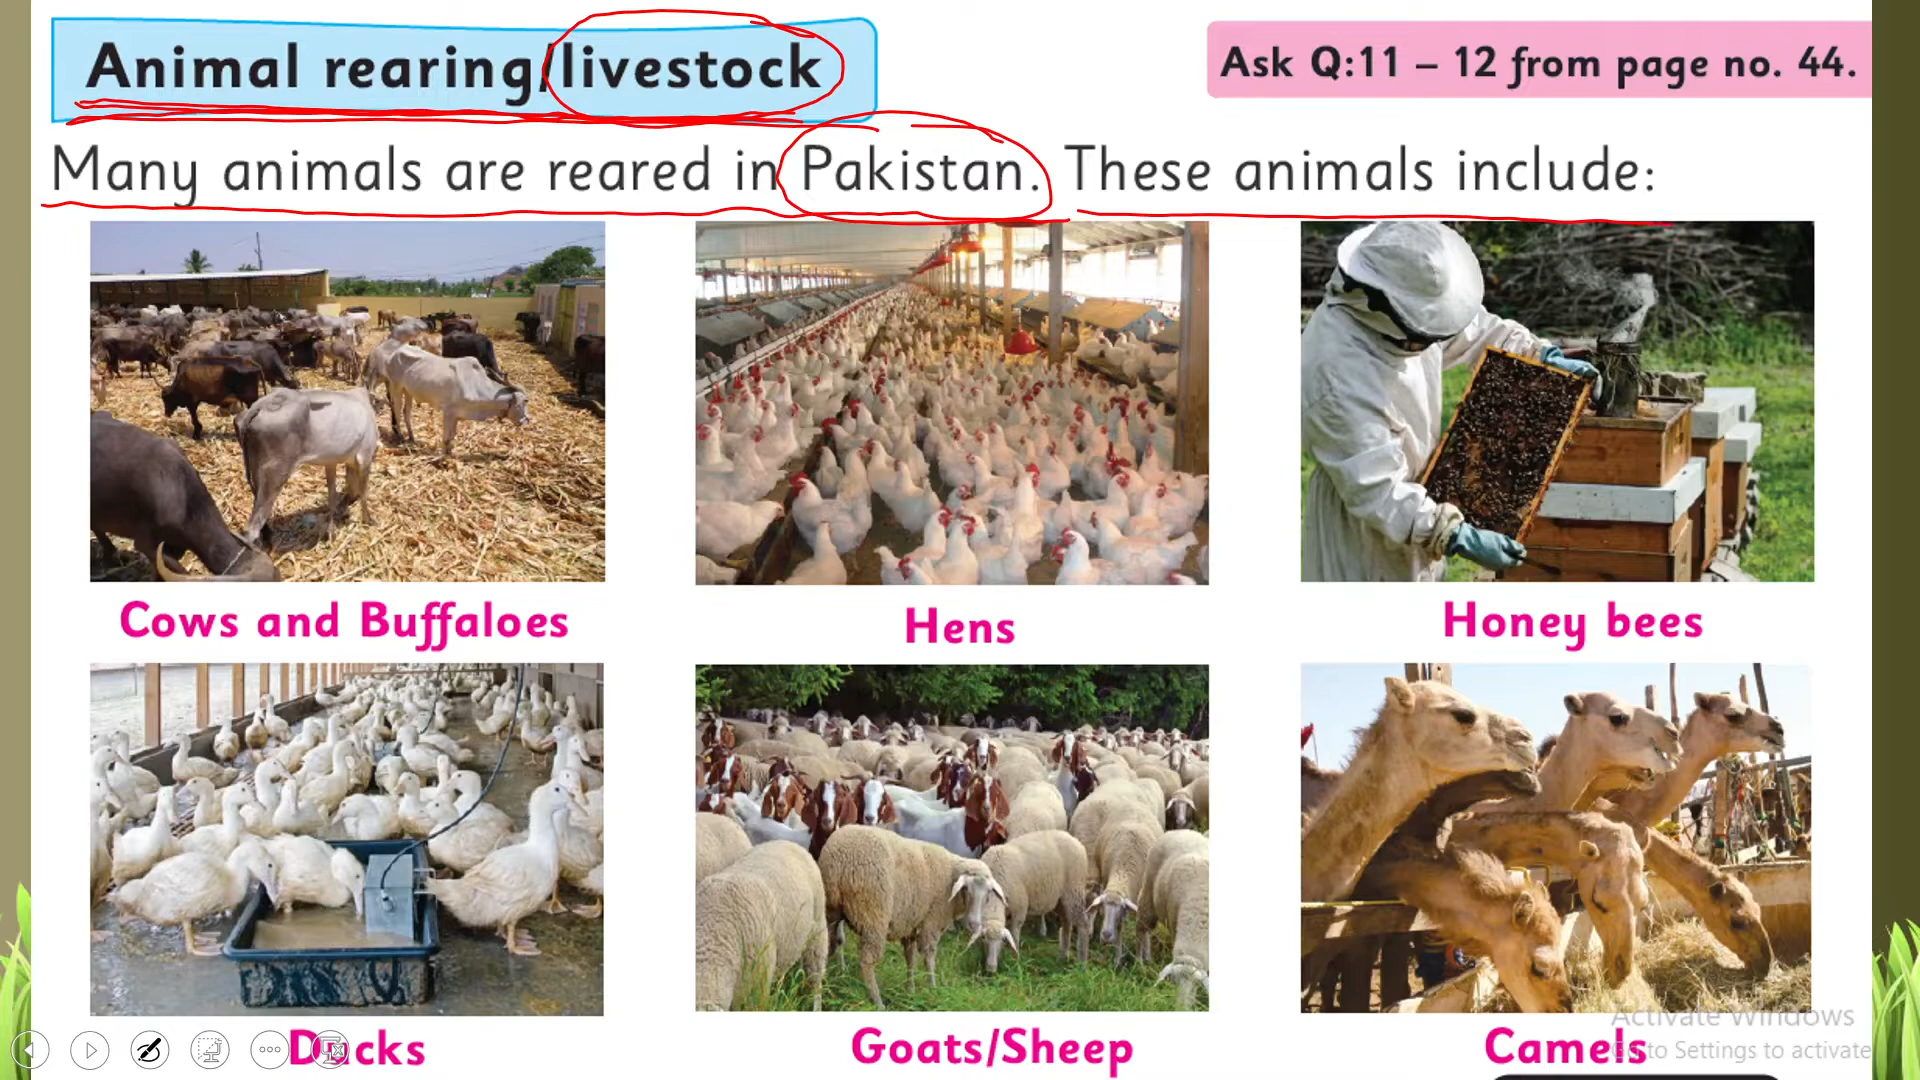 Animal rearing/livestock
Ask Q:11 – 12 from page no. 44.
Many animals are reared in Pakistan. These animals include:
Cows and Buffaloes
Hens
Honey bees
Ducks
Goats/Sheep
Camels
Activate Windows
Go to Settings to activate